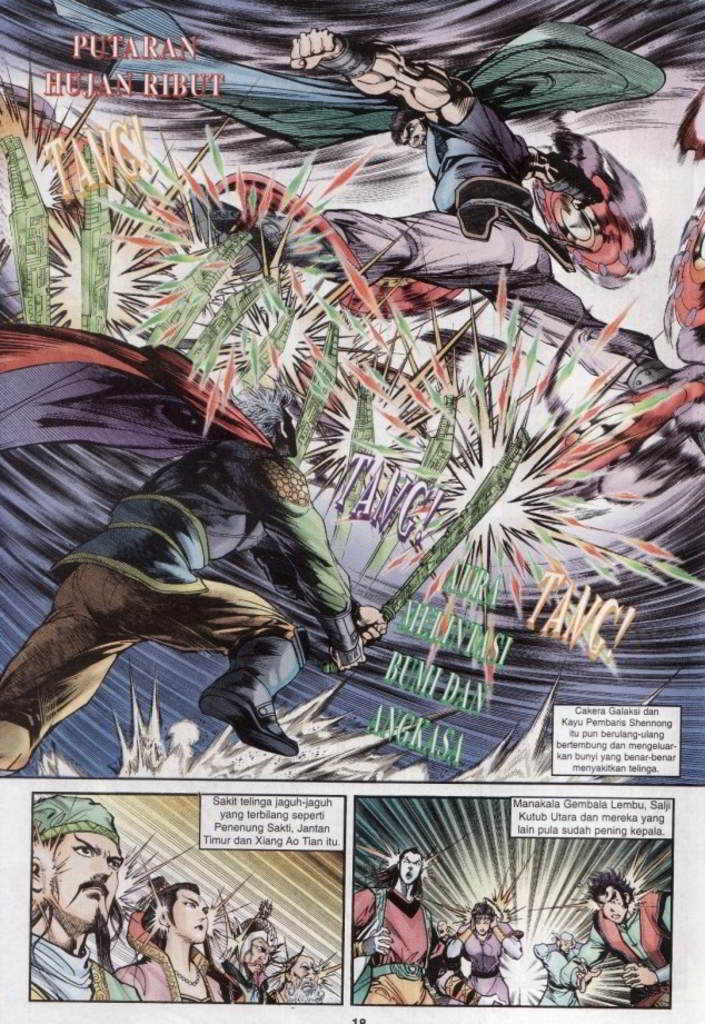 PUTARAN
HUJAN RIBUT
TANG!
TANG!
AURA
MELINTASI
BUMI DAN
ANGKASA
TANG!
Cakera Galaksi dan
Kayu Pembaris Shennong
itu pun berulang-ulang
bertembung dan mengeluar-
kan bunyi yang benar-benar
menyakitkan telinga.
Sakit telinga jaguh-jaguh
yang terbilang seperti
Penenung Sakti, Jantan
Timur dan Xiang Ao Tian itu.
Manakala Gembala Lembu, Salji
Kutub Utara dan mereka yang
lain pula sudah pening kepala.
18